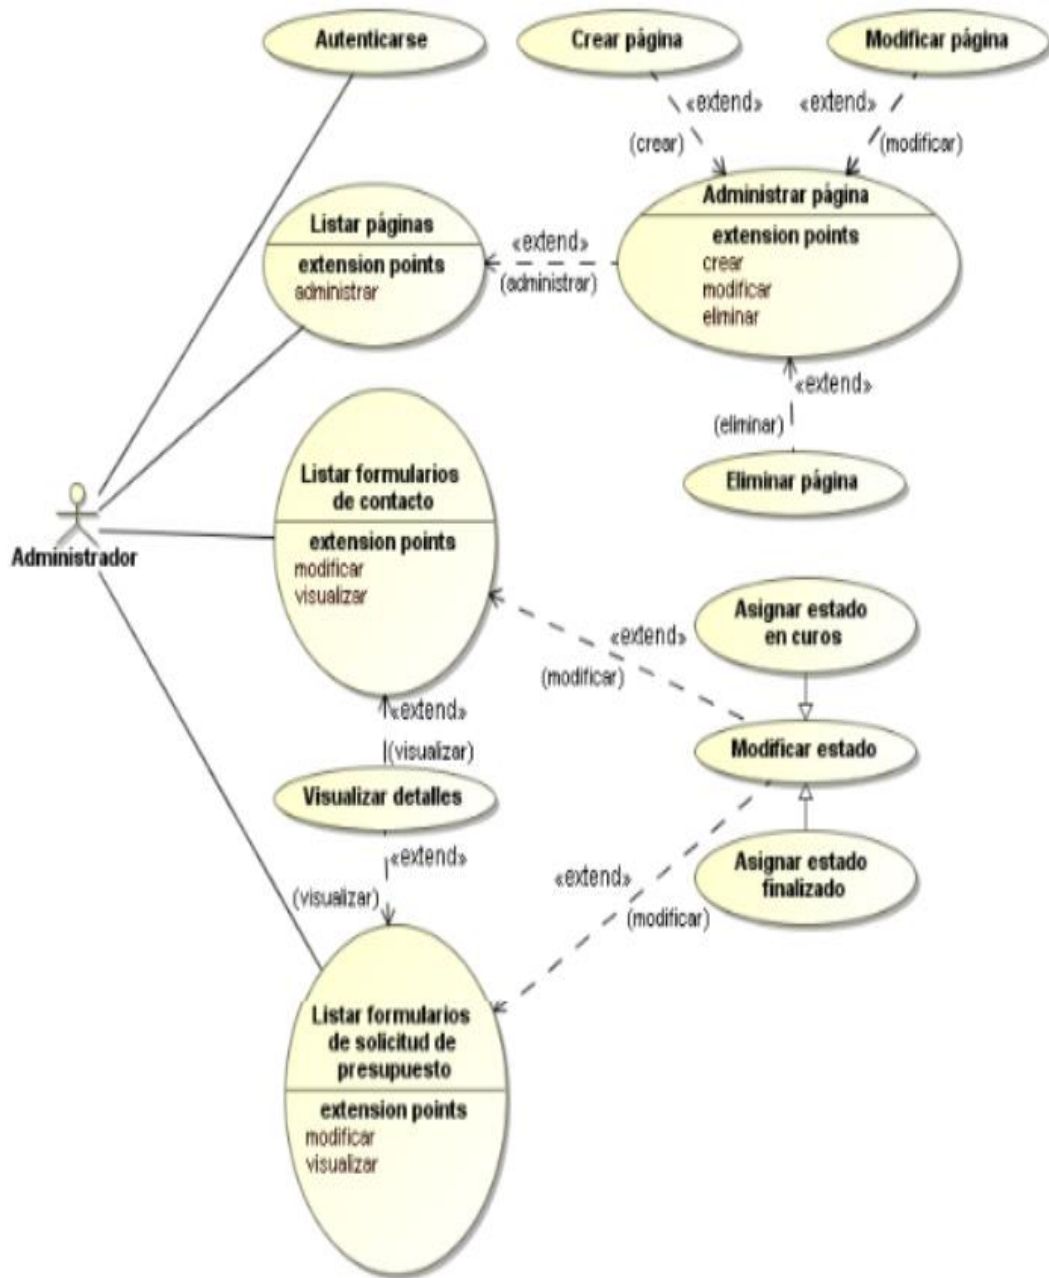 Autenticarse
Crear página
Modificar página
«extend»
(crear)
«extend»
(modificar)
Administrar página
extension points
crear
modificar
eliminar
Listar páginas
extension points
administrar
«extend»
(administrar)
«extend»
(eliminar)
Eliminar página
Listar formularios
de contacto
extension points
modificar
visualizar
Administrador
Asignar estado
en curos
«extend»
(modificar)
Modificar estado
«extend»
(visualizar)
Visualizar detalles
«extend»
(visualizar)
«extend»
(modificar)
Asignar estado
finalizado
Listar formularios
de solicitud de
presupuesto
extension points
modificar
visualizar